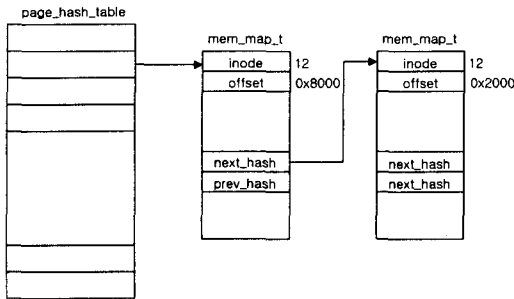 page_hash_table
mem_map_t
mem_map_t
inode 12
inode 12
offset 0x8000
offset 0x2000
next_hash
next_hash
prev_hash
next_hash